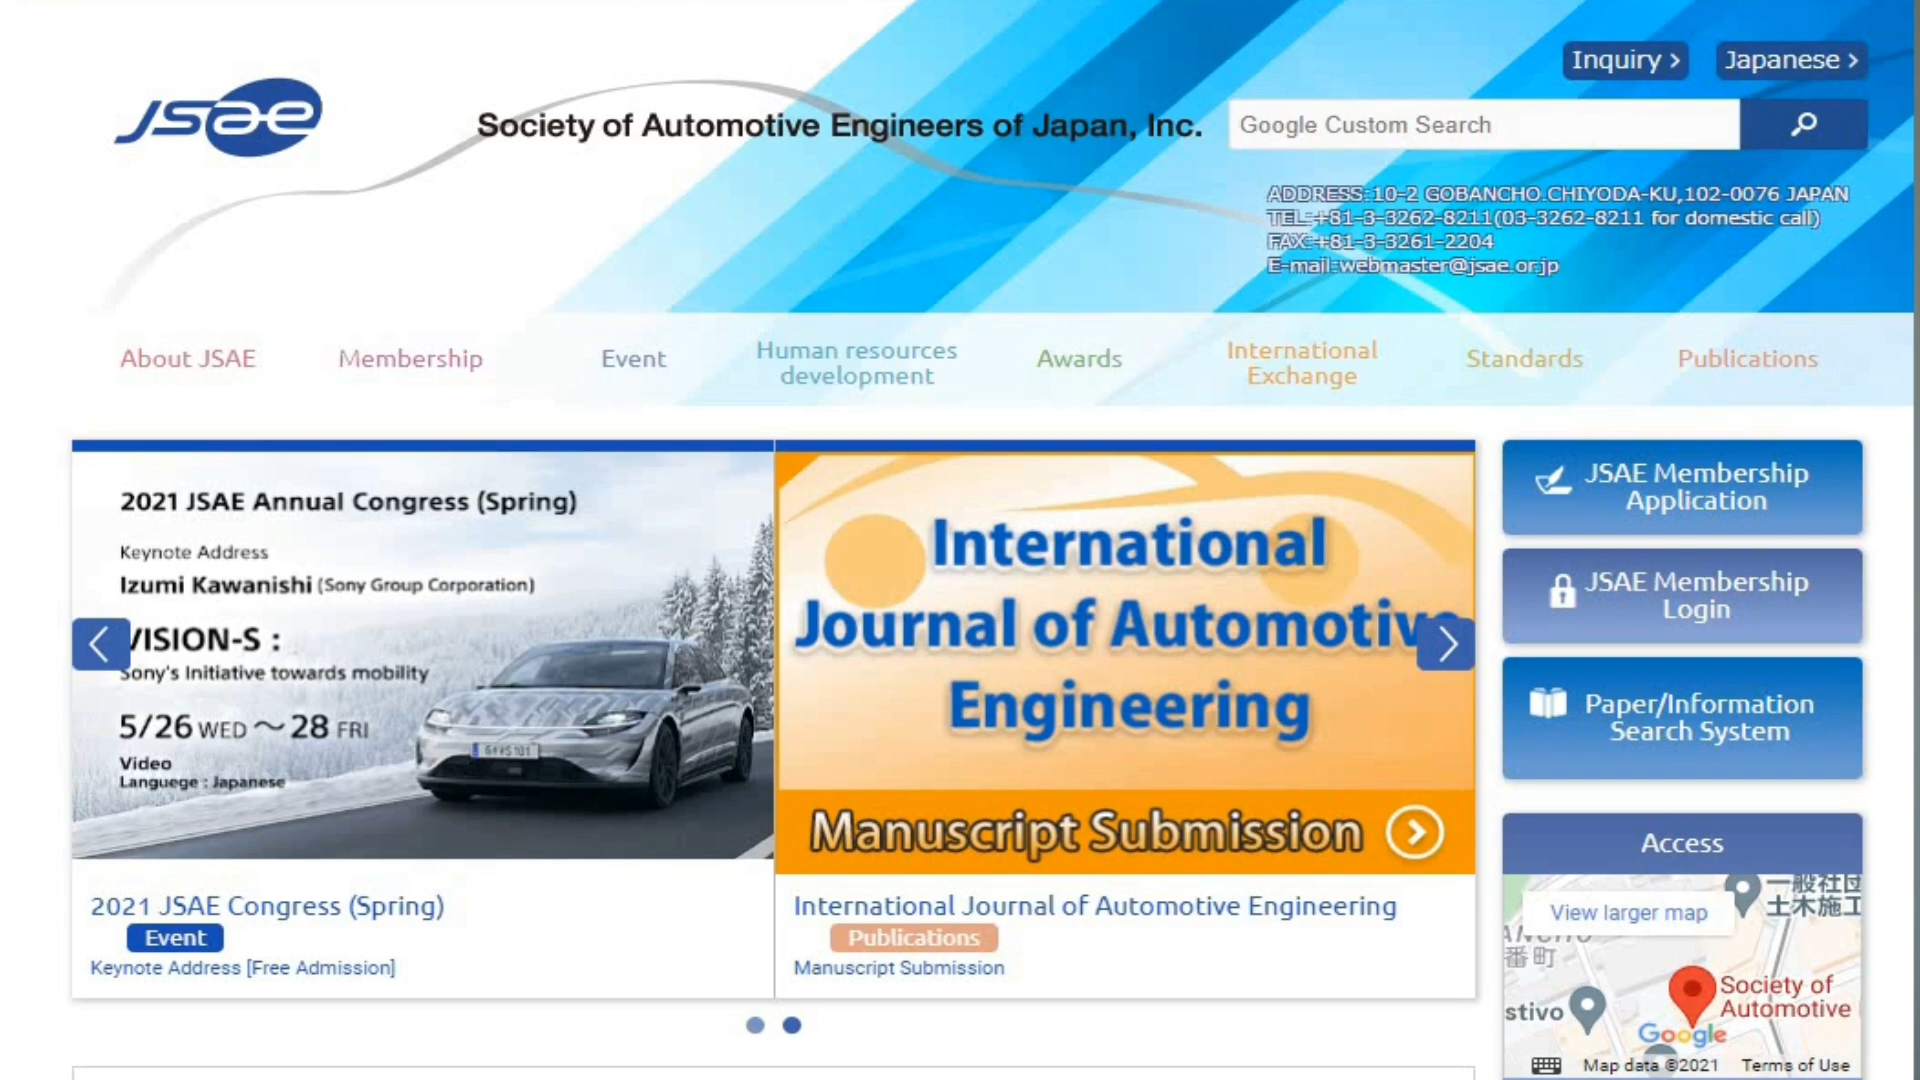 Inquiry >
Japanese >
JSAE
Society of Automotive Engineers of Japan, Inc.
Google Custom Search
ADDRESS:10-2 GOBANCHO.CHIYODA-KU,102-0076 JAPAN
TEL:+81-3-3262-8211(03-3262-8211 for domestic call)
FAX:+81-3-3261-2204
E-mail:webmaster@jsae.or.jp
About JSAE
Membership
Event
Human resources
development
Awards
International
Exchange
Standards
Publications
2021 JSAE Annual Congress (Spring)
Keynote Address
Izumi Kawanishi (Sony Group Corporation)
VISION-S :
Sony's Initiative towards mobility
5/26 WED ～ 28 FRI
Video
Languege : Japanese
International
Journal of Automotive
Engineering
Manuscript Submission
2021 JSAE Congress (Spring)
Event
Keynote Address [Free Admission]
International Journal of Automotive Engineering
Publications
Manuscript Submission
JSAE Membership
Application
JSAE Membership
Login
Paper/Information
Search System
Access
一般社団
土木施工
View larger map
番町
stivo
Society of
Automotive
Google
Map data ©2021
Terms of Use